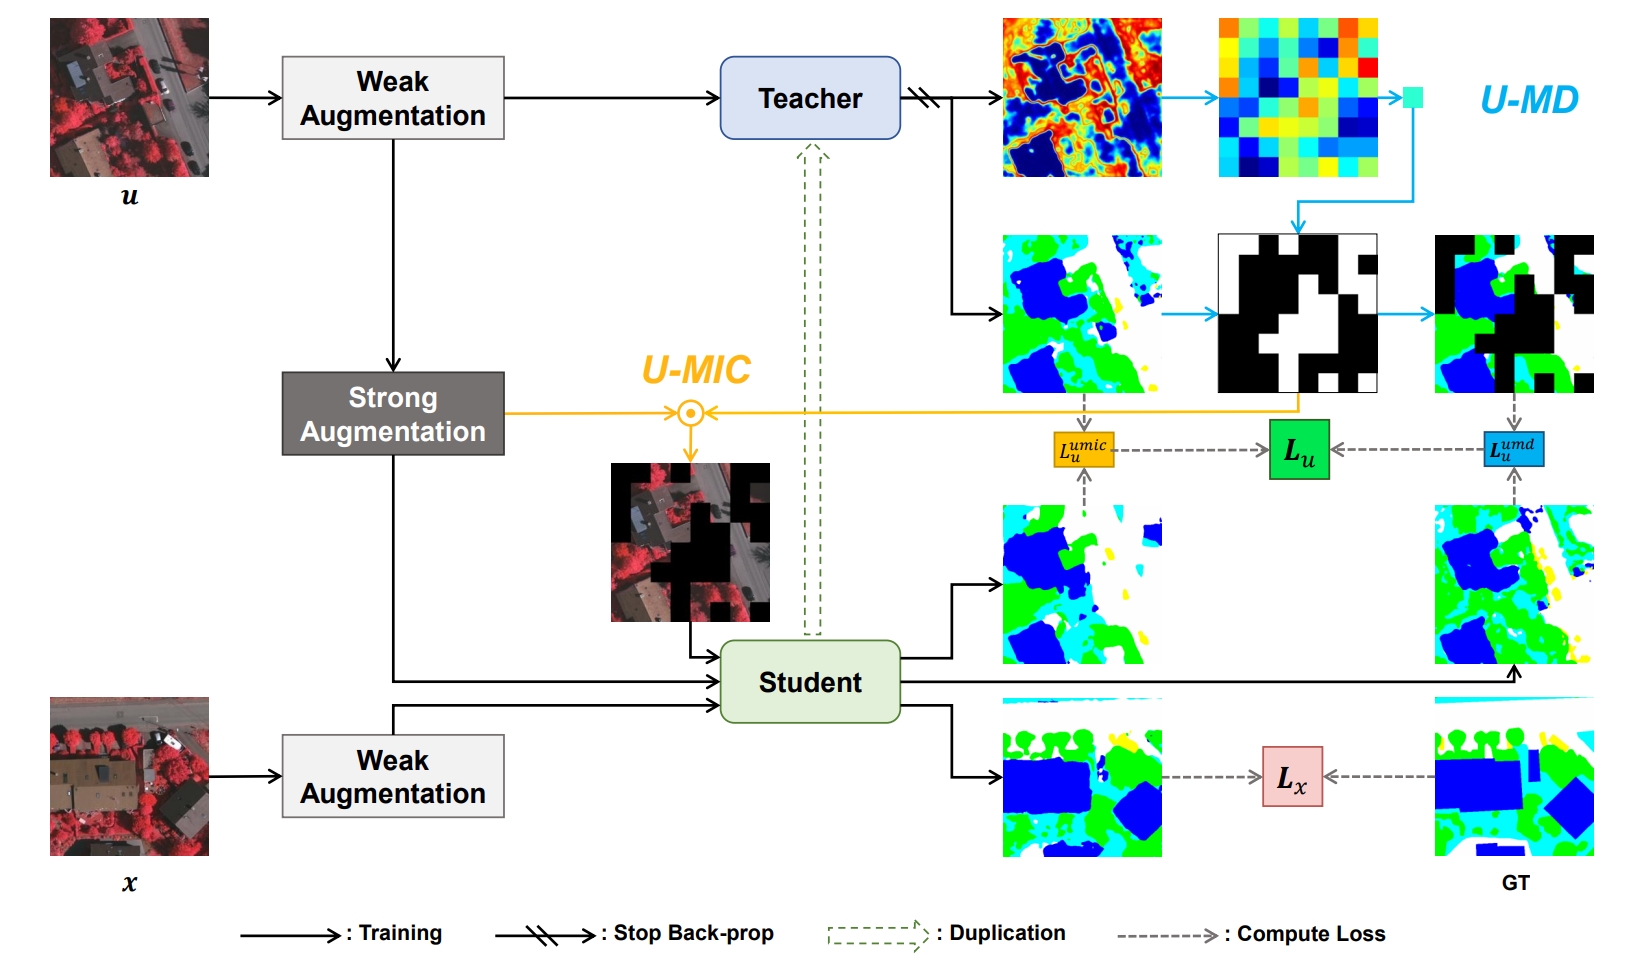 Weak
Augmentation
Teacher
U-MD
u
U-MIC
Strong
Augmentation
L_u^{umic}
L_u
L_u^{umd}
Student
Weak
Augmentation
L_x
x
GT
: Training
: Stop Back-prop
: Duplication
: Compute Loss